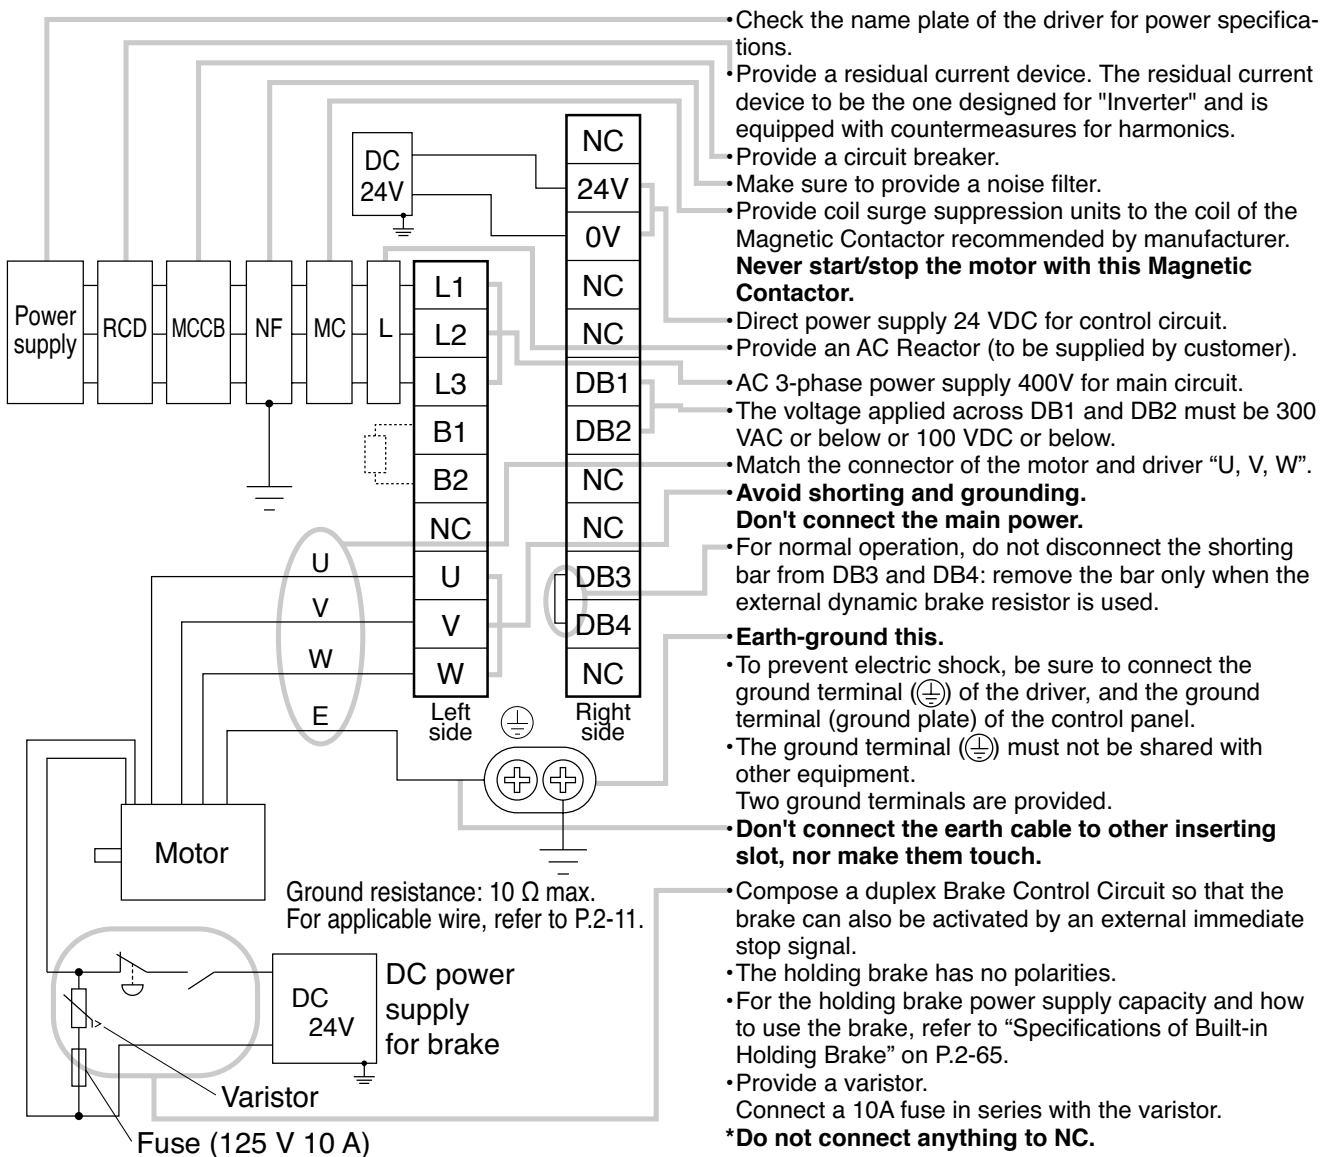 •Check the name plate of the driver for power specifica-
tions.
•Provide a residual current device. The residual current
device to be the one designed for "Inverter" and is
equipped with countermeasures for harmonics.
•Provide a circuit breaker.
•Make sure to provide a noise filter.
•Provide coil surge suppression units to the coil of the
Magnetic Contactor recommended by manufacturer.
Never start/stop the motor with this Magnetic
Contactor.
•Direct power supply 24 VDC for control circuit.
•Provide an AC Reactor (to be supplied by customer).
•AC 3-phase power supply 400V for main circuit.
•The voltage applied across DB1 and DB2 must be 300
VAC or below or 100 VDC or below.
•Match the connector of the motor and driver “U, V, W”.
•Avoid shorting and grounding.
Don't connect the main power.
•For normal operation, do not disconnect the shorting
bar from DB3 and DB4: remove the bar only when the
external dynamic brake resistor is used.
•Earth-ground this.
•To prevent electric shock, be sure to connect the
ground terminal (⏚) of the driver, and the ground
terminal (ground plate) of the control panel.
•The ground terminal (⏚) must not be shared with
other equipment.
Two ground terminals are provided.
•Don't connect the earth cable to other inserting
slot, nor make them touch.
•Compose a duplex Brake Control Circuit so that the
brake can also be activated by an external immediate
stop signal.
•The holding brake has no polarities.
•For the holding brake power supply capacity and how
to use the brake, refer to “Specifications of Built-in
Holding Brake” on P.2-65.
•Provide a varistor.
Connect a 10A fuse in series with the varistor.
*Do not connect anything to NC.
DC
24V
Power
supply
RCD
MCCB
NF
MC
L
L1
L2
L3
B1
B2
NC
U
V
W
Left
side
NC
24V
0V
NC
NC
DB1
DB2
NC
NC
DB3
DB4
NC
Right
side
U
V
W
E
Motor
Ground resistance: 10 Ω max.
For applicable wire, refer to P.2-11.
DC
24V
DC power
supply
for brake
Varistor
Fuse (125 V 10 A)